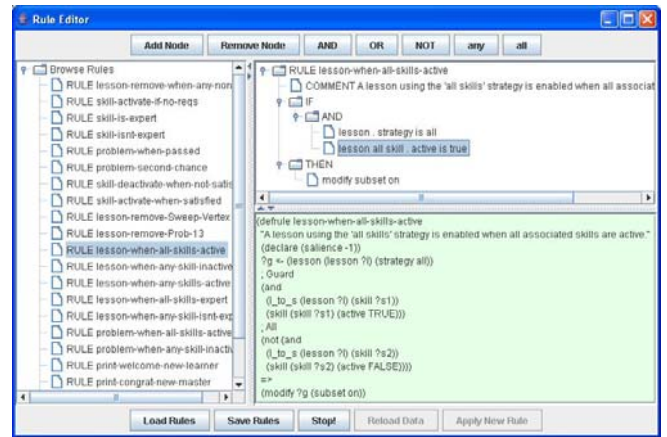 Rule Editor
Add Node Remove Node AND OR NOT any all
Browse Rules
RULE lesson-remove-when-any-non
RULE skill-activate-if-no-reqs
RULE skill-is-expert
RULE skill-isnt-expert
RULE problem-when-passed
RULE problem-second-chance
RULE skill-deactivate-when-not-satis
RULE skill-activate-when-satisfied
RULE lesson-remove-Sweep-Vertex
RULE lesson-remove-Prob-13
RULE lesson-when-all-skills-active
RULE lesson-when-any-skill-inactive
RULE lesson-when-any-skills-active
RULE lesson-when-all-skills-expert
RULE lesson-when-any-skill-isnt-exp
RULE problem-when-all-skills-active
RULE problem-when-any-skill-inactiv
RULE print-welcome-new-learner
RULE print-congrat-new-master
RULE lesson-when-all-skills-active
COMMENT A lesson using the 'all skills' strategy is enabled when all associat
IF
AND
lesson . strategy is all
lesson all skill . active is true
THEN
modify subset on
(defrule lesson-when-all-skills-active
"A lesson using the 'all skills' strategy is enabled when all associated skills are active."
(declare (salience -1))
?g <- (lesson (lesson ?l) (strategy all))
; Guard
(and
(l_to_s (lesson ?l) (skill ?s1))
(skill (skill ?s1) (active TRUE)))
; All
(not (and
(l_to_s (lesson ?l) (skill ?s2))
(skill (skill ?s2) (active FALSE))))
=>
(modify ?g (subset on))
Load Rules Save Rules Stop! Reload Data Apply New Rule